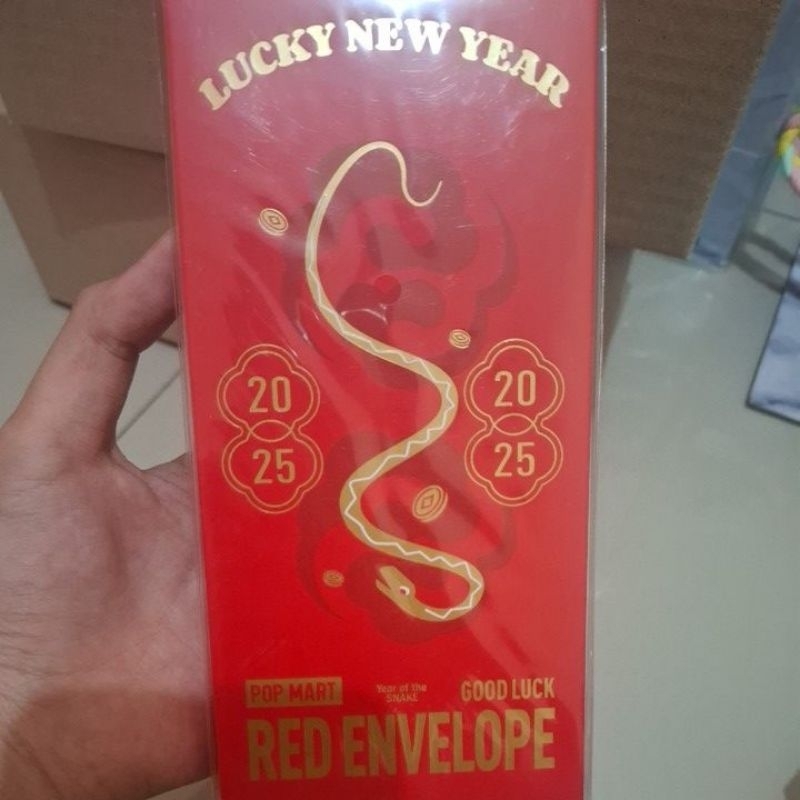 LUCKY NEW YEAR
20 20
25 25
POP MART Year of the SNAKE GOOD LUCK
RED ENVELOPE